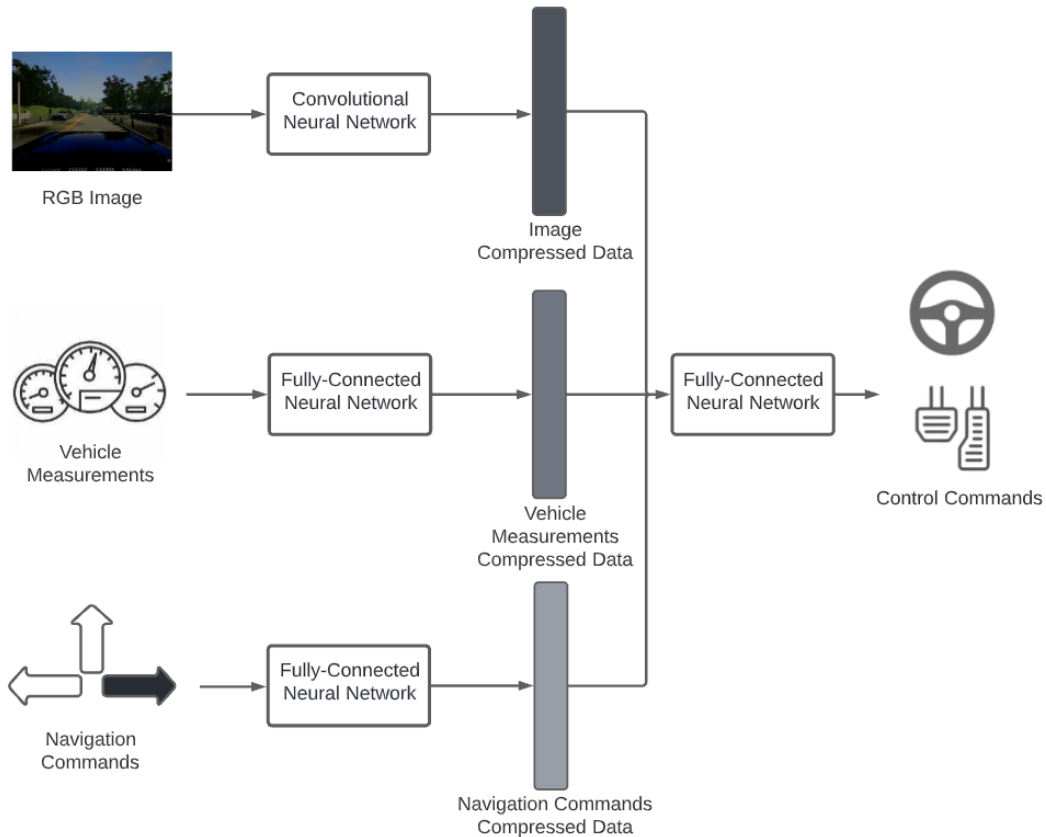 Convolutional
Neural Network
RGB Image
Image
Compressed Data
Fully-Connected
Neural Network
Fully-Connected
Neural Network
Vehicle
Measurements
Vehicle
Measurements
Compressed Data
Control Commands
Fully-Connected
Neural Network
Navigation
Commands
Navigation Commands
Compressed Data